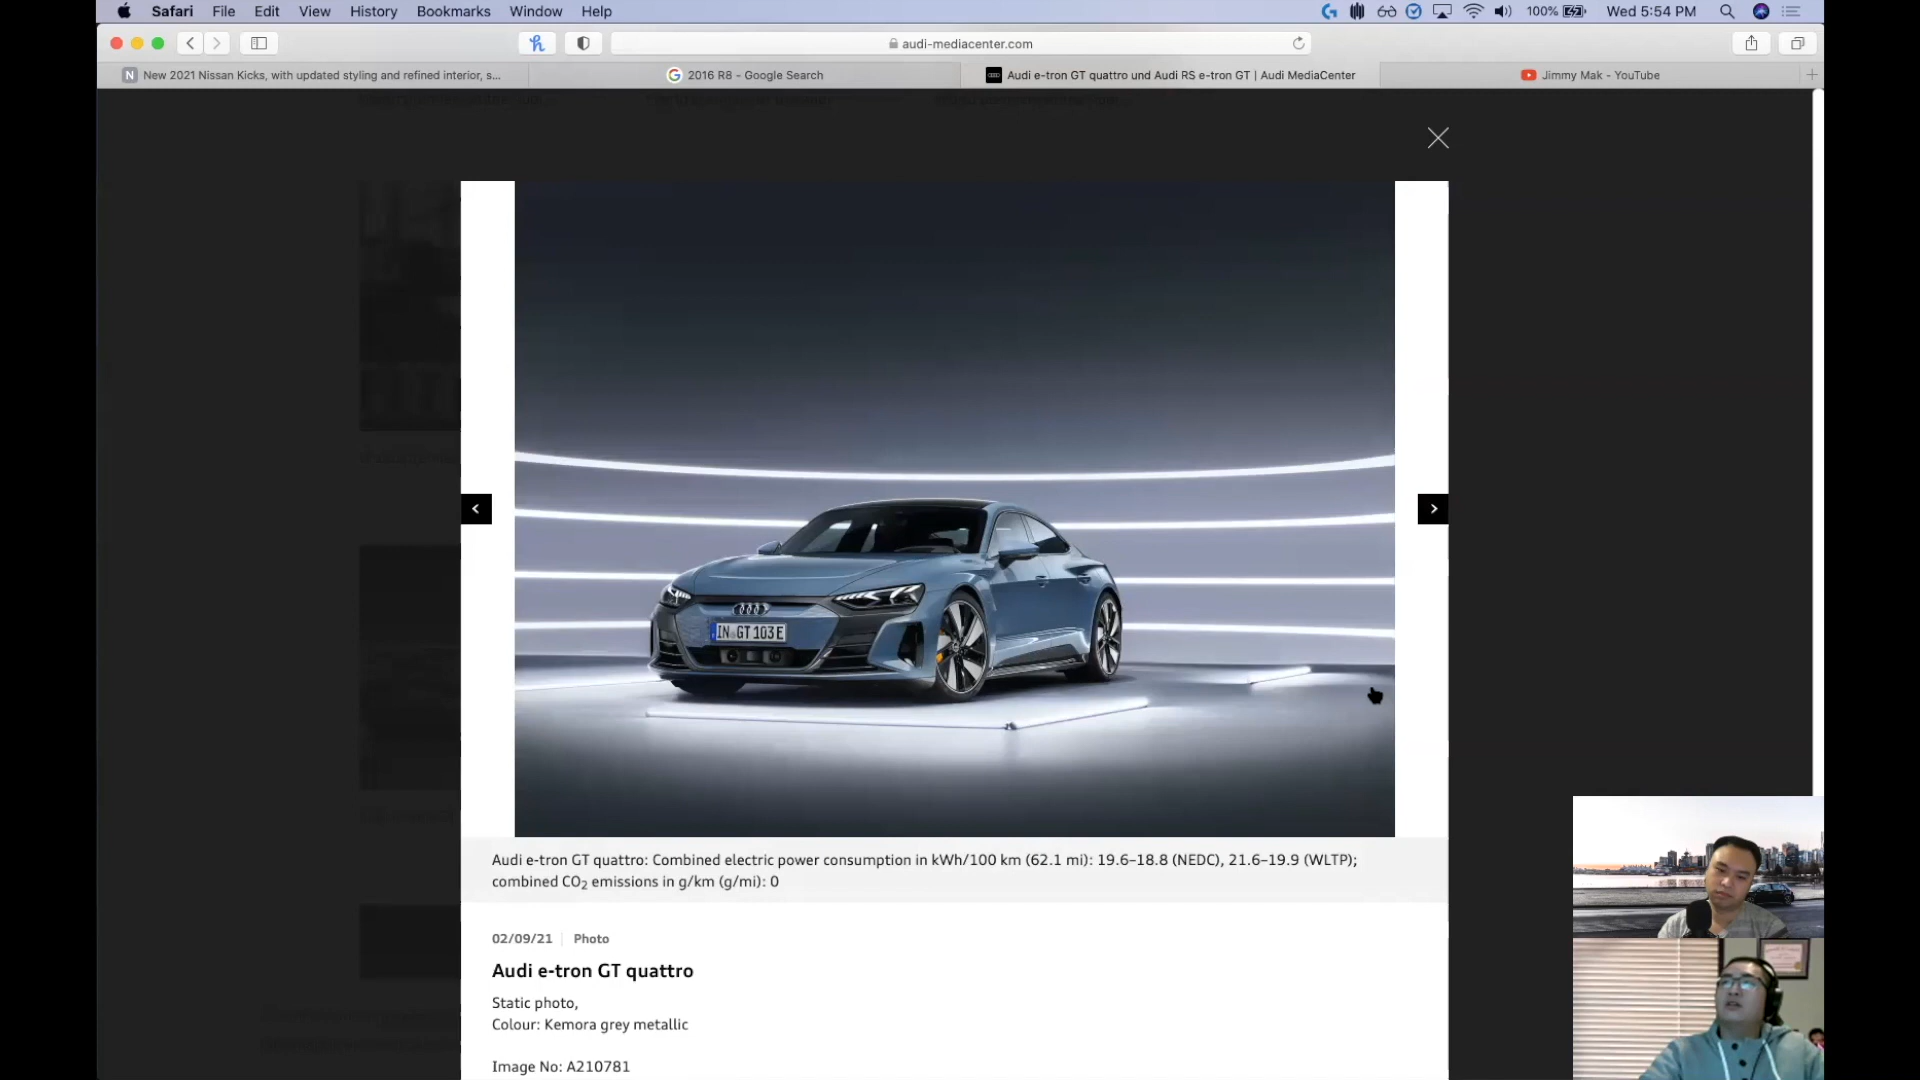 Safari File Edit View History Bookmarks Window Help 100% Wed 5:54 PM
audi-mediacenter.com
New 2021 Nissan Kicks, with updated styling and refined interior, s... 2016 R8 - Google Search Audi e-tron GT quattro und Audi RS e-tron GT | Audi MediaCenter Jimmy Mak - YouTube
IN GT 103 E
Audi e-tron GT quattro: Combined electric power consumption in kWh/100 km (62.1 mi): 19.6–18.8 (NEDC), 21.6–19.9 (WLTP);
combined CO₂ emissions in g/km (g/mi): 0
02/09/21 Photo
Audi e-tron GT quattro
Static photo,
Colour: Kemora grey metallic
Image No: A210781